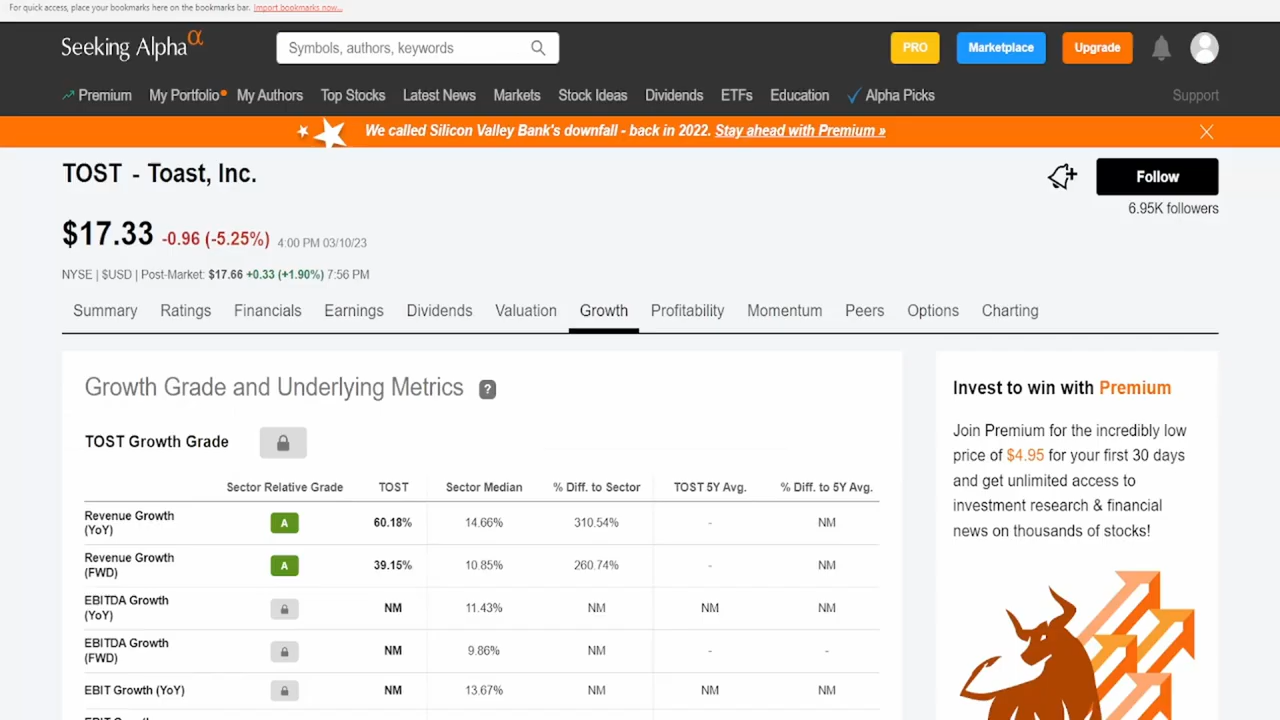 For quick access, place your bookmarks here on the bookmarks bar. Import bookmarks now...
Seeking Alpha α
Symbols, authors, keywords
PRO
Marketplace
Upgrade
Premium My Portfolio My Authors Top Stocks Latest News Markets Stock Ideas Dividends ETFs Education Alpha Picks Support
We called Silicon Valley Bank's downfall - back in 2022. Stay ahead with Premium »
TOST - Toast, Inc.
Follow
6.95K followers
$17.33 -0.96 (-5.25%) 4:00 PM 03/10/23
NYSE | $USD | Post-Market: $17.66 +0.33 (+1.90%) 7:56 PM
Summary Ratings Financials Earnings Dividends Valuation Growth Profitability Momentum Peers Options Charting
Growth Grade and Underlying Metrics ?
TOST Growth Grade
Sector Relative Grade TOST Sector Median % Diff. to Sector TOST 5Y Avg. % Diff. to 5Y Avg.
Revenue Growth
(YoY) A 60.18% 14.66% 310.54% - NM
Revenue Growth
(FWD) A 39.15% 10.85% 260.74% - NM
EBITDA Growth
(YoY) NM 11.43% NM NM NM
EBITDA Growth
(FWD) NM 9.86% NM - -
EBIT Growth (YoY) NM 13.67% NM NM NM
Invest to win with Premium
Join Premium for the incredibly low
price of $4.95 for your first 30 days
and get unlimited access to
investment research & financial
news on thousands of stocks!